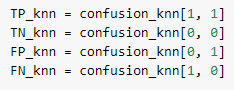 TP_knn = confusion_knn[1, 1]
TN_knn = confusion_knn[0, 0]
FP_knn = confusion_knn[0, 1]
FN_knn = confusion_knn[1, 0]